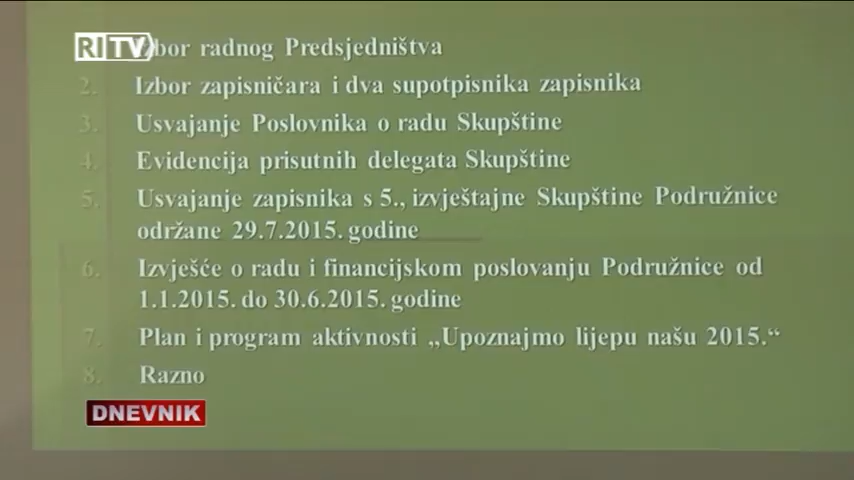 RI TV
Izbor radnog Predsjedništva
2. Izbor zapisničara i dva supotpisnika zapisnika
3. Usvajanje Poslovnika o radu Skupštine
4. Evidencija prisutnih delegata Skupštine
5. Usvajanje zapisnika s 5., izvještajne Skupštine Podružnice
održane 29.7.2015. godine
6. Izvješće o radu i financijskom poslovanju Podružnice od
1.1.2015. do 30.6.2015. godine
7. Plan i program aktivnosti „Upoznajmo lijepu našu 2015.“
8. Razno
DNEVNIK